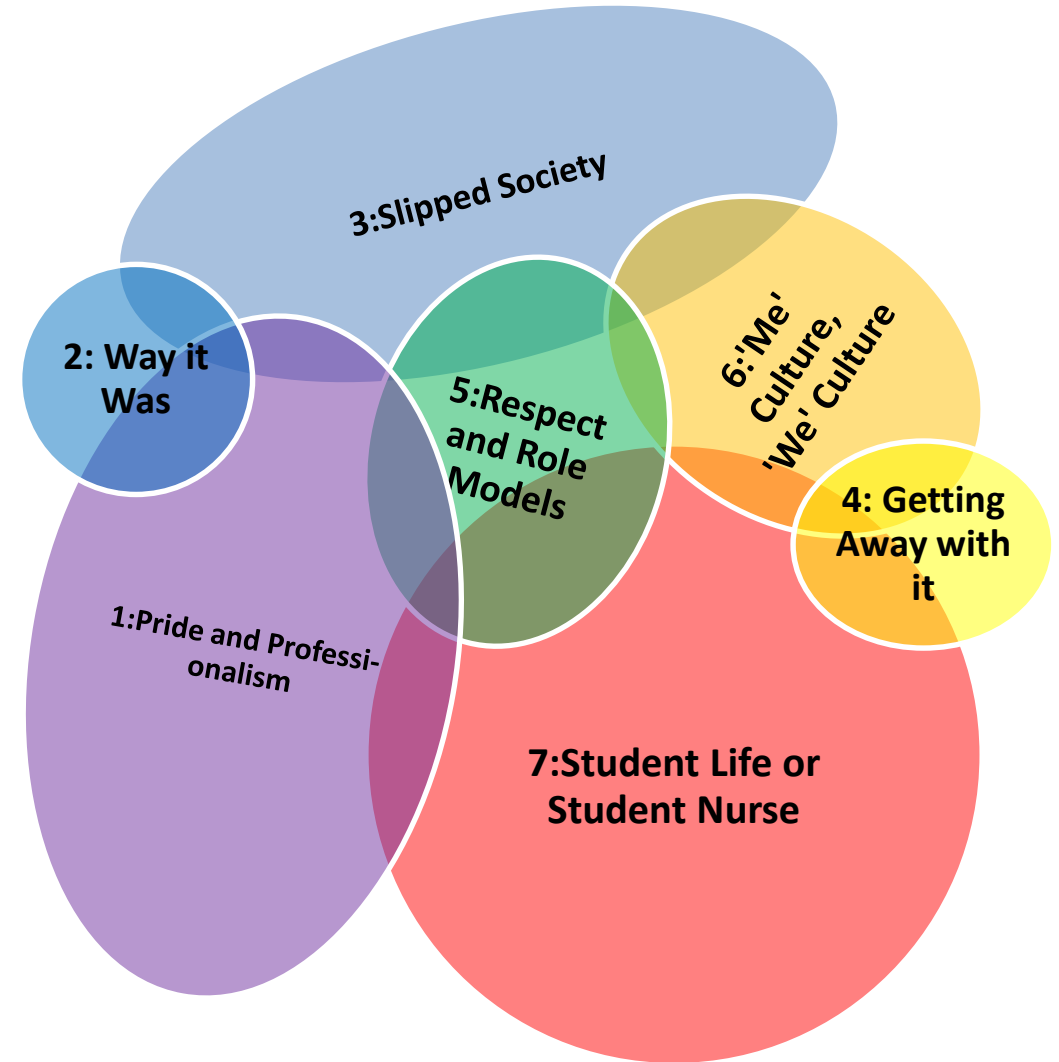 3:Slipped Society
2: Way it
Was
6:'Me'
Culture,
'We' Culture
5:Respect
and Role
Models
4: Getting
Away with
it
1:Pride and Professi-
onalism
7:Student Life or
Student Nurse